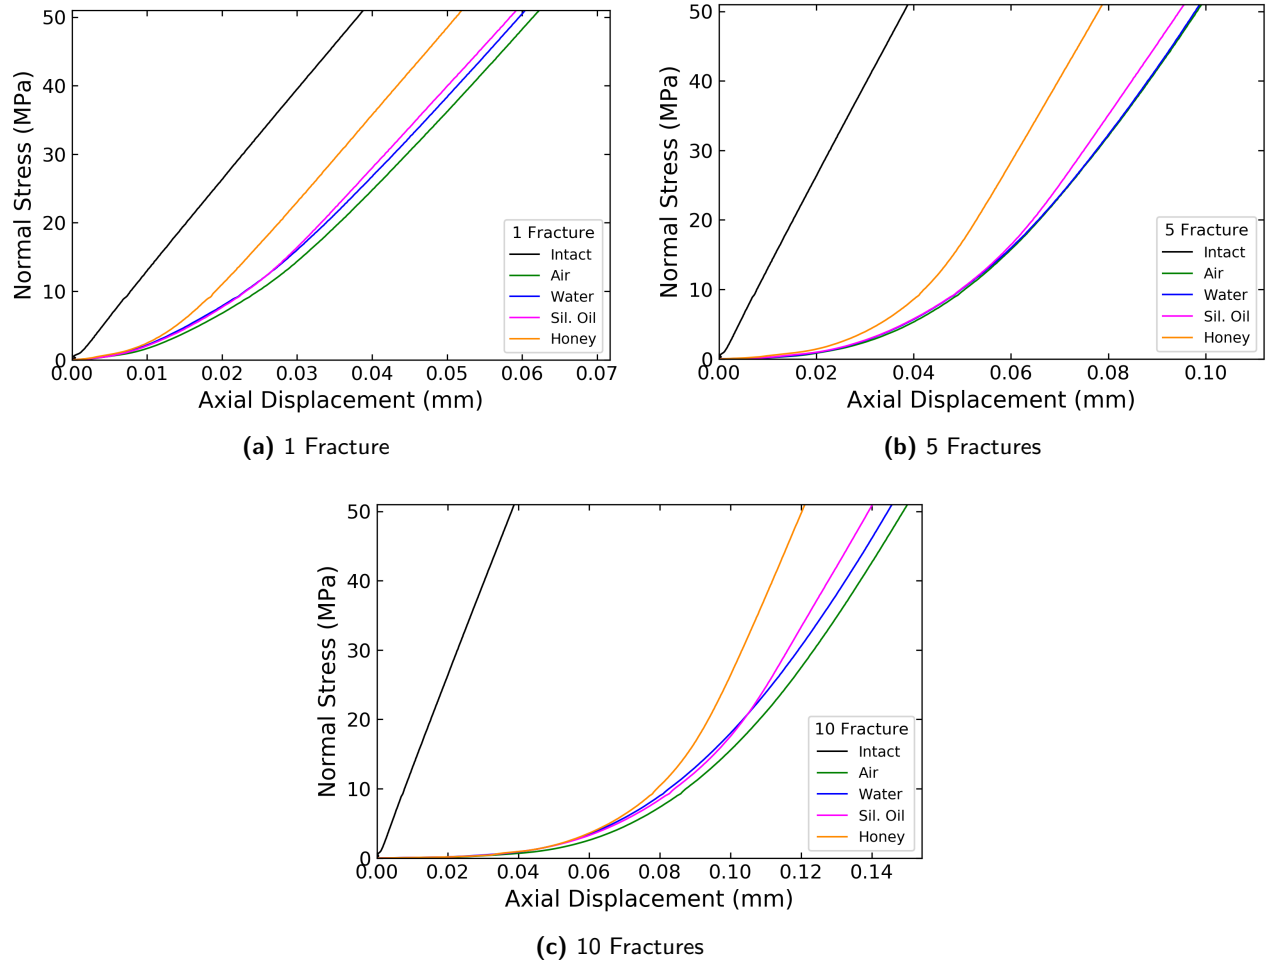 50
40
30
20
10
0
Normal Stress (MPa)
1 Fracture
Intact
Air
Water
Sil. Oil
Honey
0.00 0.01 0.02 0.03 0.04 0.05 0.06 0.07
Axial Displacement (mm)
(a) 1 Fracture
50
40
30
20
10
0
Normal Stress (MPa)
5 Fracture
Intact
Air
Water
Sil. Oil
Honey
0.00 0.02 0.04 0.06 0.08 0.10
Axial Displacement (mm)
(b) 5 Fractures
50
40
30
20
10
0
Normal Stress (MPa)
10 Fracture
Intact
Air
Water
Sil. Oil
Honey
0.00 0.02 0.04 0.06 0.08 0.10 0.12 0.14
Axial Displacement (mm)
(c) 10 Fractures